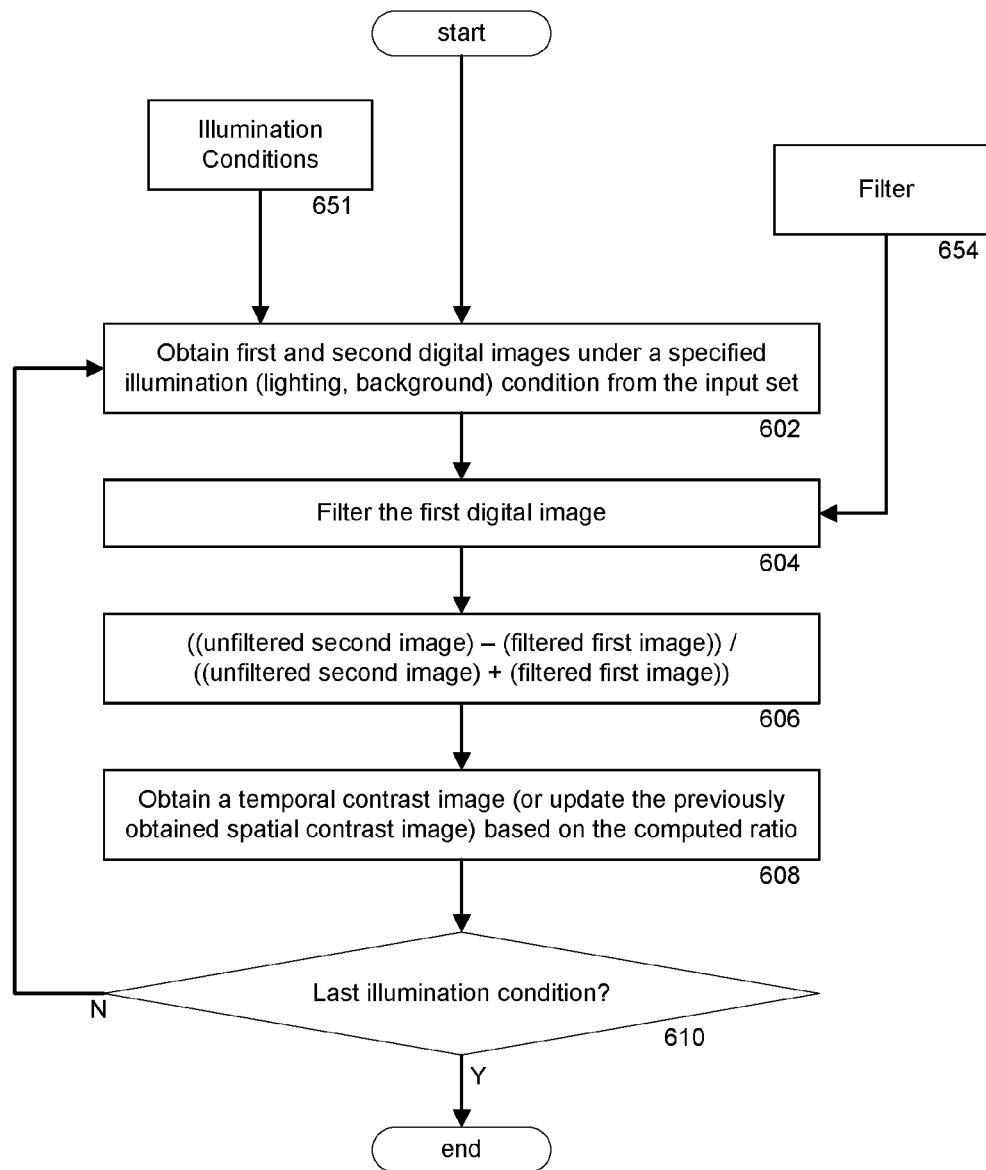 start
Illumination
Conditions
651
Filter
654
Obtain first and second digital images under a specified
illumination (lighting, background) condition from the input set
602
Filter the first digital image
604
((unfiltered second image) – (filtered first image)) /
((unfiltered second image) + (filtered first image))
606
Obtain a temporal contrast image (or update the previously
obtained spatial contrast image) based on the computed ratio
608
Last illumination condition?
N
610
Y
end